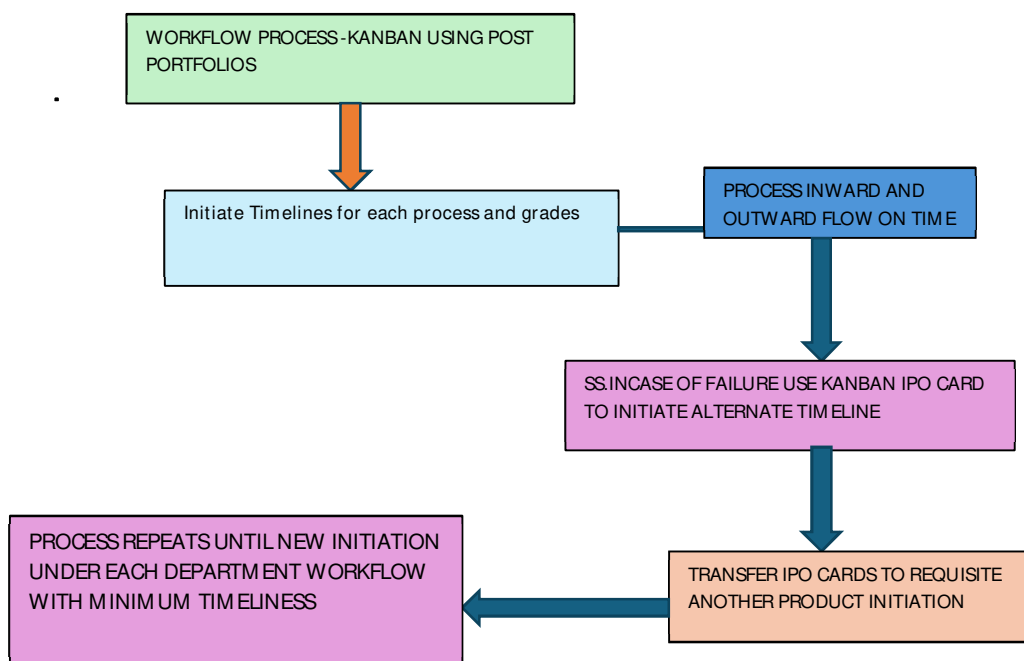 WORKFLOW PROCESS -KANBAN USING POST
PORTFOLIOS
Initiate Timelines for each process and grades
PROCESS INWARD AND
OUTWARD FLOW ON TIME
SS.INCASE OF FAILURE USE KANBAN IPO CARD
TO INITIATE ALTERNATE TIMELINE
TRANSFER IPO CARDS TO REQUISITE
ANOTHER PRODUCT INITIATION
PROCESS REPEATS UNTIL NEW INITIATION
UNDER EACH DEPARTMENT WORKFLOW
WITH MINIMUM TIMELINESS